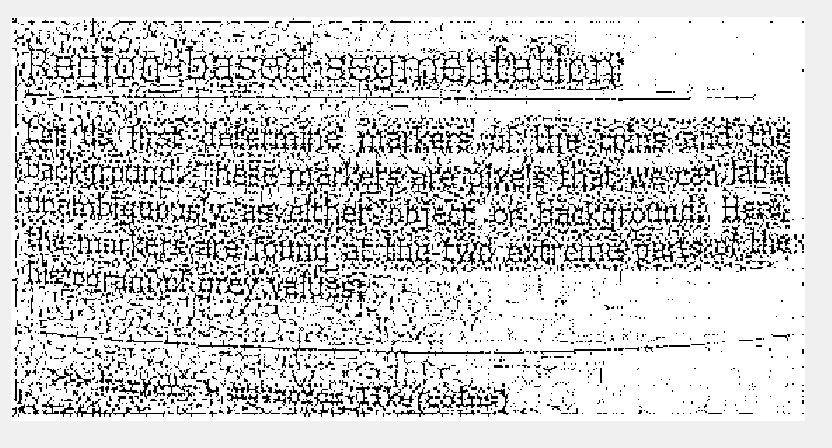 Region-based segmentation
Let us first determine markers of the coins and the
background. These markers are pixels that we can label
unambiguously as either object or background. Here,
the markers are found at the two extreme parts of the
histogram of grey values: